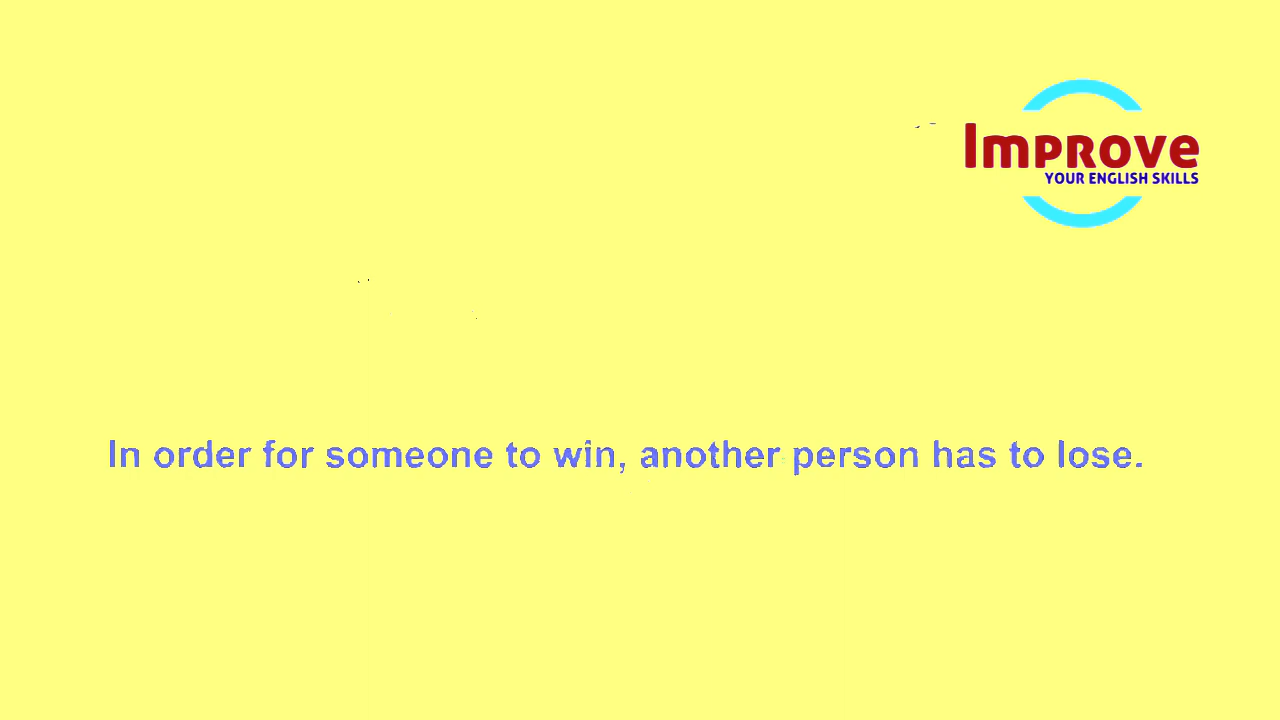 Improve
YOUR ENGLISH SKILLS
In order for someone to win, another person has to lose.